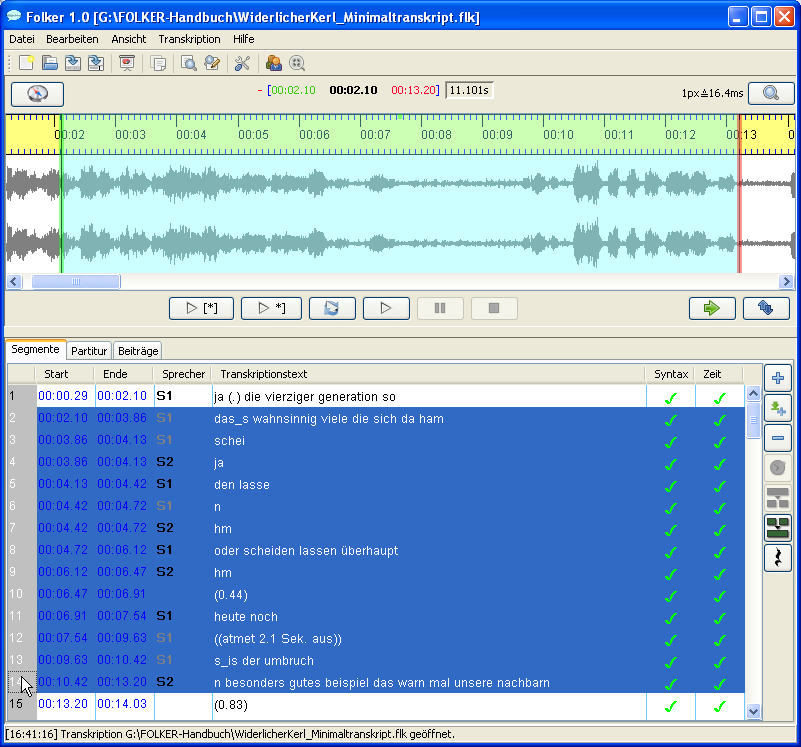 Folker 1.0 [G:\FOLKER-Handbuch\WiderlicherKerl_Minimaltranskript.flk]
Datei Bearbeiten Ansicht Transkription Hilfe
- [00:02.10 00:02.10 00:13.20] 11.101s 1px≙16.4ms
00:02 00:03 00:04 00:05 00:06 00:07 00:08 00:09 00:10 00:11 00:12 00:13
[*] *]
Segmente Partitur Beiträge
Start Ende Sprecher Transkriptionstext Syntax Zeit
1 00:00.29 00:02.10 S1 ja (.) die vierziger generation so
2 00:02.10 00:03.86 S1 das_s wahnsinnig viele die sich da ham
3 00:03.86 00:04.13 S1 schei
4 00:03.86 00:04.13 S2 ja
5 00:04.13 00:04.42 S1 den lasse
6 00:04.42 00:04.72 S1 n
7 00:04.42 00:04.72 S2 hm
8 00:04.72 00:06.12 S1 oder scheiden lassen überhaupt
9 00:06.12 00:06.47 S2 hm
10 00:06.47 00:06.91 (0.44)
11 00:06.91 00:07.54 S1 heute noch
12 00:07.54 00:09.63 S1 ((atmet 2.1 Sek. aus))
13 00:09.63 00:10.42 S1 s_is der umbruch
14 00:10.42 00:13.20 S2 n besonders gutes beispiel das warn mal unsere nachbarn
15 00:13.20 00:14.03 (0.83)
[16:41:16] Transkription G:\FOLKER-Handbuch\WiderlicherKerl_Minimaltranskript.flk geöffnet.